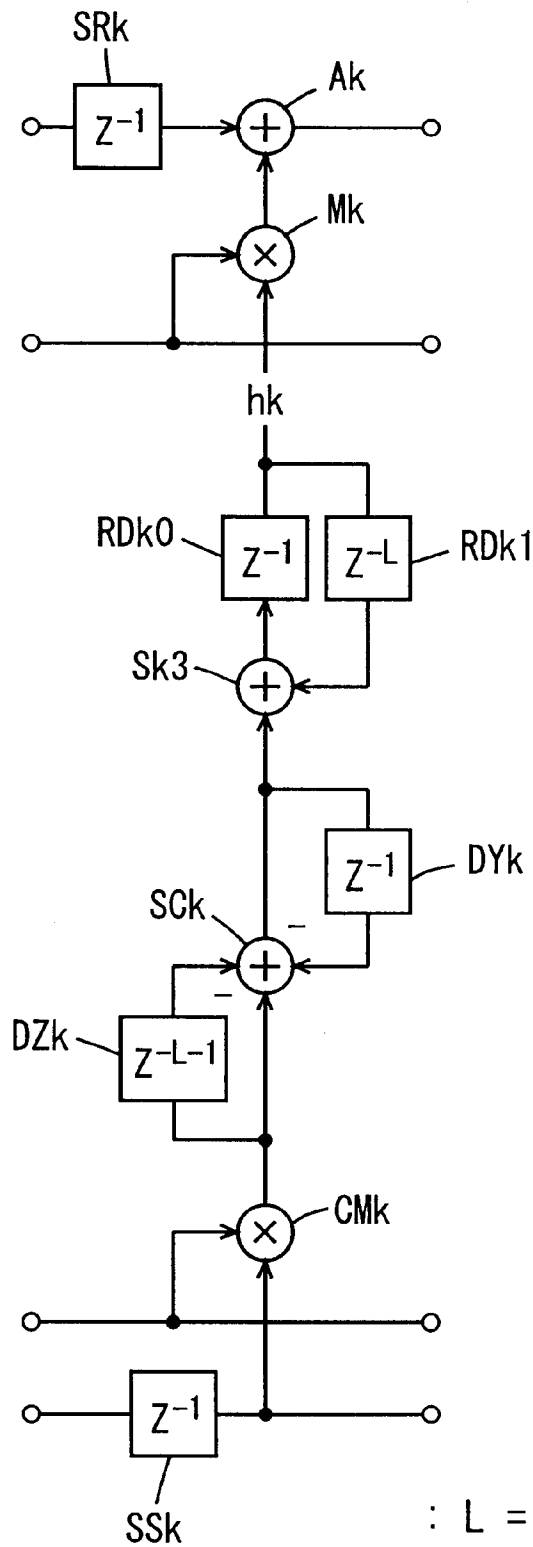 SRk
Z⁻¹
Ak
+
Mk
×
hk
RDk0
Z⁻¹
Z⁻ᴸ
RDk1
Sk3
+
Z⁻¹
DYk
SCk
−
+
−
DZk
Z⁻ᴸ⁻¹
CMk
×
Z⁻¹
SSk
: L =